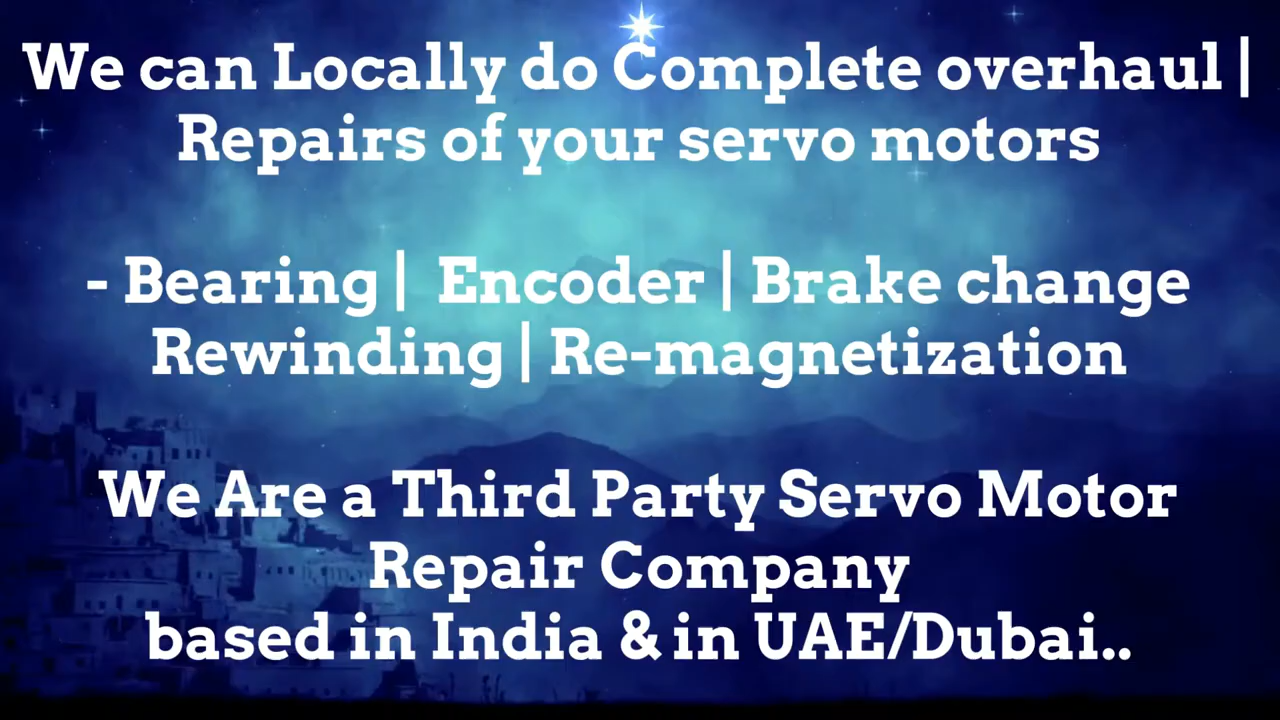 We can Locally do Complete overhaul |
Repairs of your servo motors
- Bearing | Encoder | Brake change
Rewinding | Re-magnetization
We Are a Third Party Servo Motor
Repair Company
based in India & in UAE/Dubai..